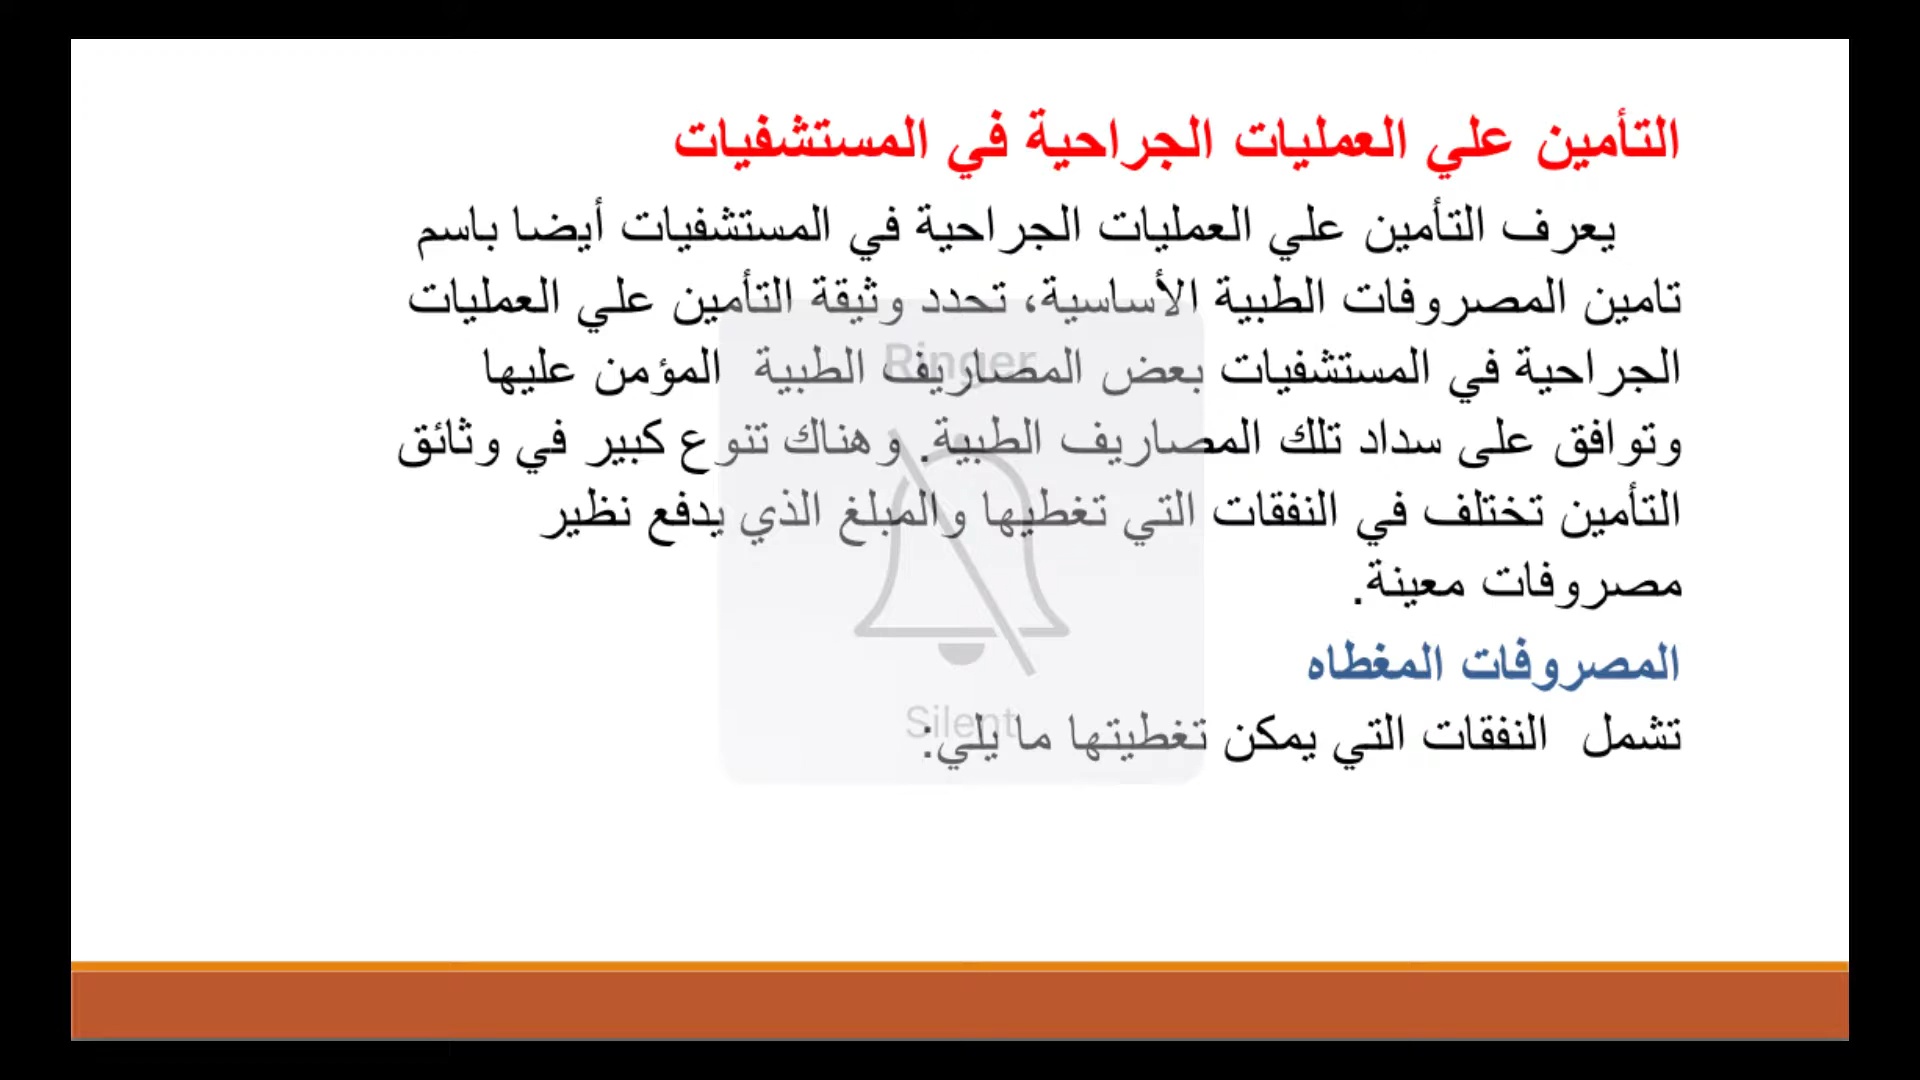 التأمين علي العمليات الجراحية في المستشفيات
يعرف التأمين علي العمليات الجراحية في المستشفيات أيضا باسم
تامين المصروفات الطبية الأساسية، تحدد وثيقة التأمين علي العمليات
الجراحية في المستشفيات بعض المصاريف الطبية المؤمن عليها
وتوافق على سداد تلك المصاريف الطبية. وهناك تنوع كبير في وثائق
التأمين تختلف في النفقات التي تغطيها والمبلغ الذي يدفع نظير
مصروفات معينة.
المصروفات المغطاه
تشمل النفقات التي يمكن تغطيتها ما يلي:
Ringer
Silent